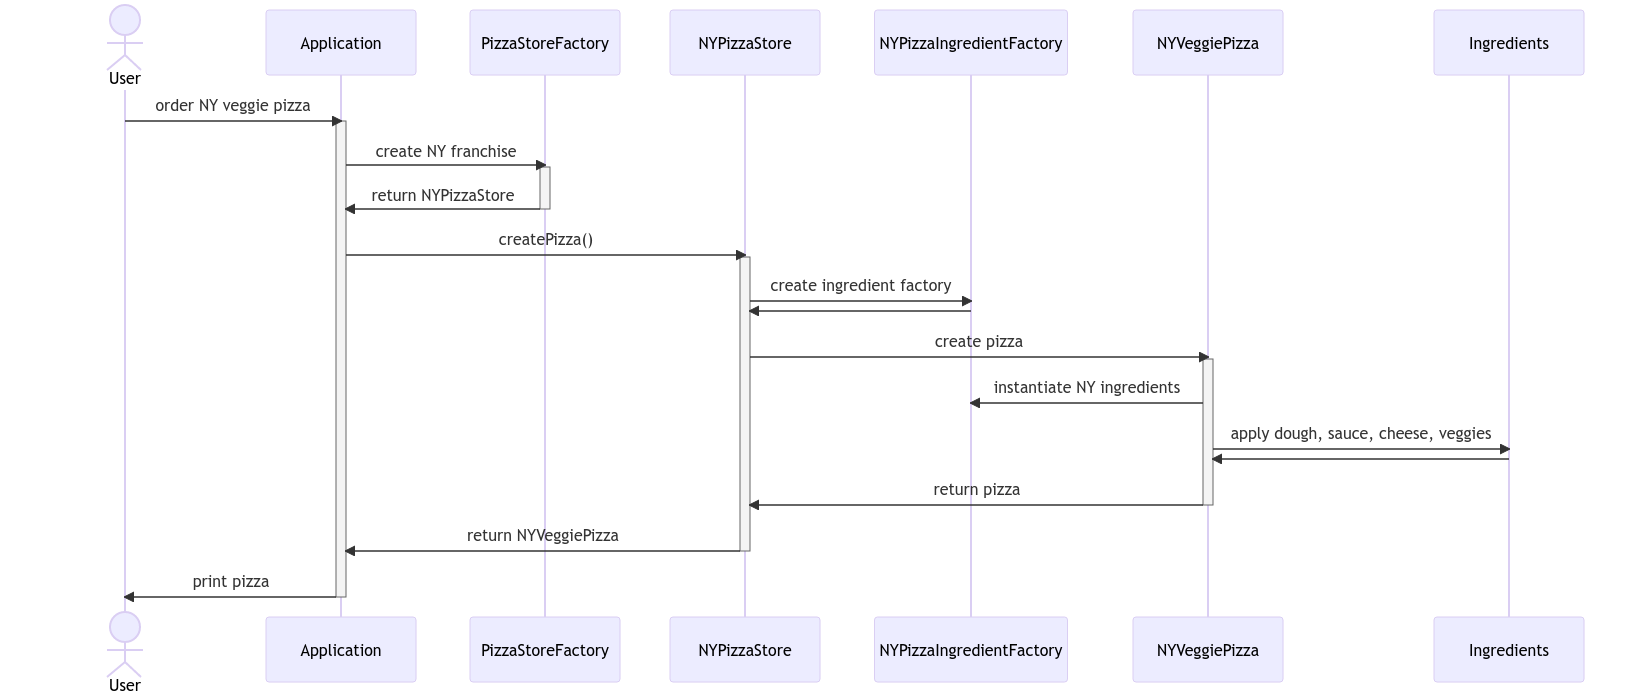 Application
PizzaStoreFactory
NYPizzaStore
NYPizzaIngredientFactory
NYVeggiePizza
Ingredients
User
order NY veggie pizza
create NY franchise
return NYPizzaStore
createPizza()
create ingredient factory
create pizza
instantiate NY ingredients
apply dough, sauce, cheese, veggies
return pizza
return NYVeggiePizza
print pizza
Application
PizzaStoreFactory
NYPizzaStore
NYPizzaIngredientFactory
NYVeggiePizza
Ingredients
User